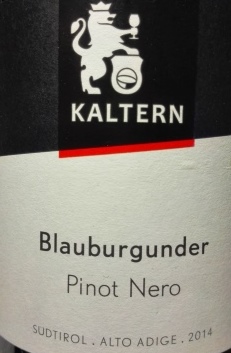 KALTERN
Blauburgunder
Pinot Nero
SÜDTIROL . ALTO ADIGE . 2014